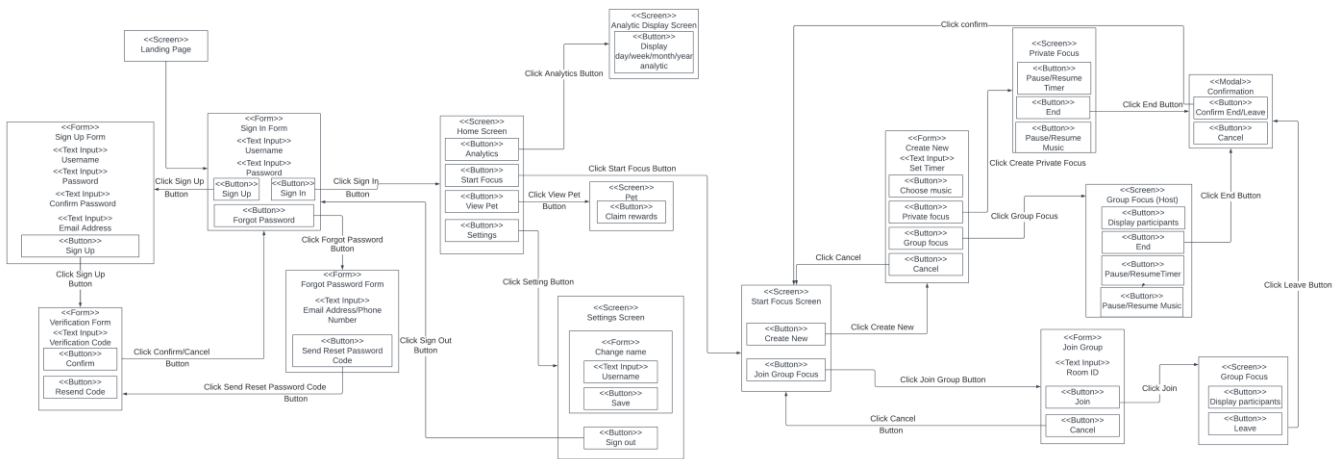 <<Screen>>
Landing Page
<<Form>>
Sign Up Form
<<Text Input>>
Username
<<Text Input>>
Password
<<Text Input>>
Confirm Password
<<Text Input>>
Email Address
<<Button>>
Sign Up
Click Sign Up
Button
<<Form>>
Verification Form
<<Text Input>>
Verification Code
<<Button>>
Confirm
<<Button>>
Resend Code
Click Sign Up
Button
<<Form>>
Sign In Form
<<Text Input>>
Username
<<Text Input>>
Password
<<Button>>
Sign Up
<<Button>>
Sign In
<<Button>>
Forgot Password
Click Sign In
Button
Click Forgot Password
Button
<<Form>>
Forgot Password Form
<<Text Input>>
Email Address/Phone
Number
<<Button>>
Send Reset Password
Code
Click Confirm/Cancel
Button
Click Send Reset Password Code
Button
Click Sign Out
Button
<<Screen>>
Home Screen
<<Button>>
Analytics
<<Button>>
Start Focus
<<Button>>
View Pet
<<Button>>
Settings
Click Analytics Button
<<Screen>>
Analytic Display Screen
<<Button>>
Display
day/week/month/year
analytic
Click Start Focus Button
Click View Pet
Button
<<Screen>>
Pet
<<Button>>
Claim rewards
Click Setting Button
<<Screen>>
Settings Screen
<<Form>>
Change name
<<Text Input>>
Username
<<Button>>
Save
<<Button>>
Sign out
<<Screen>>
Start Focus Screen
<<Button>>
Create New
<<Button>>
Join Group Focus
Click Cancel
Click Create New
Click Join Group Button
Click Cancel
Button
<<Form>>
Create New
<<Text Input>>
Set Timer
<<Button>>
Choose music
<<Button>>
Private focus
<<Button>>
Group focus
<<Button>>
Cancel
Click confirm
Click Create Private Focus
Click Group Focus
<<Screen>>
Private Focus
<<Button>>
Pause/Resume
Timer
<<Button>>
End
<<Button>>
Pause/Resume
Music
Click End Button
<<Modal>>
Confirmation
<<Button>>
Confirm End/Leave
<<Button>>
Cancel
<<Screen>>
Group Focus (Host)
<<Button>>
Display participants
<<Button>>
End
<<Button>>
Pause/ResumeTimer
<<Button>>
Pause/Resume Music
Click End Button
Click Leave Button
<<Form>>
Join Group
<<Text Input>>
Room ID
<<Button>>
Join
<<Button>>
Cancel
Click Join
<<Screen>>
Group Focus
<<Button>>
Display participants
<<Button>>
Leave